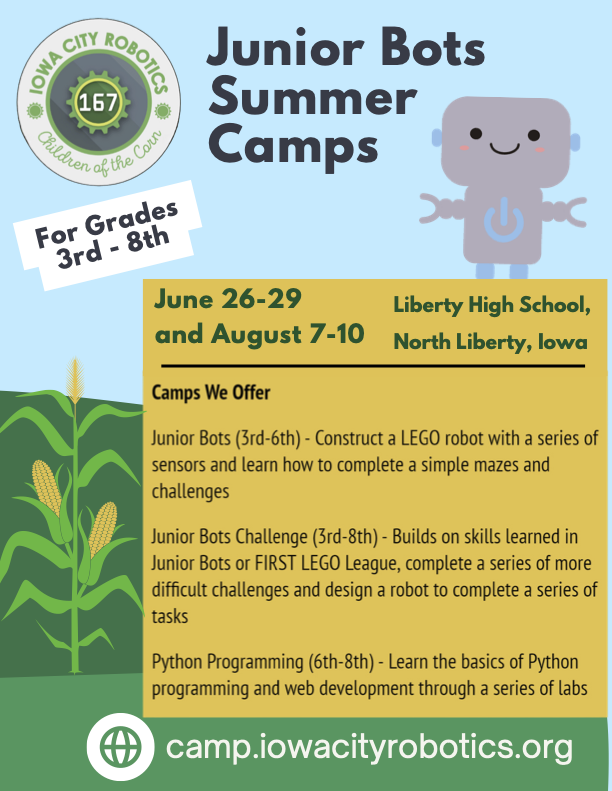 IOWA CITY ROBOTICS
167
Children of the Corn
Junior Bots
Summer
Camps
For Grades
3rd - 8th
June 26-29
and August 7-10
Liberty High School,
North Liberty, Iowa
Camps We Offer
Junior Bots (3rd-6th) - Construct a LEGO robot with a series of
sensors and learn how to complete a simple mazes and
challenges
Junior Bots Challenge (3rd-8th) - Builds on skills learned in
Junior Bots or FIRST LEGO League, complete a series of more
difficult challenges and design a robot to complete a series of
tasks
Python Programming (6th-8th) - Learn the basics of Python
programming and web development through a series of labs
camp.iowacityrobotics.org